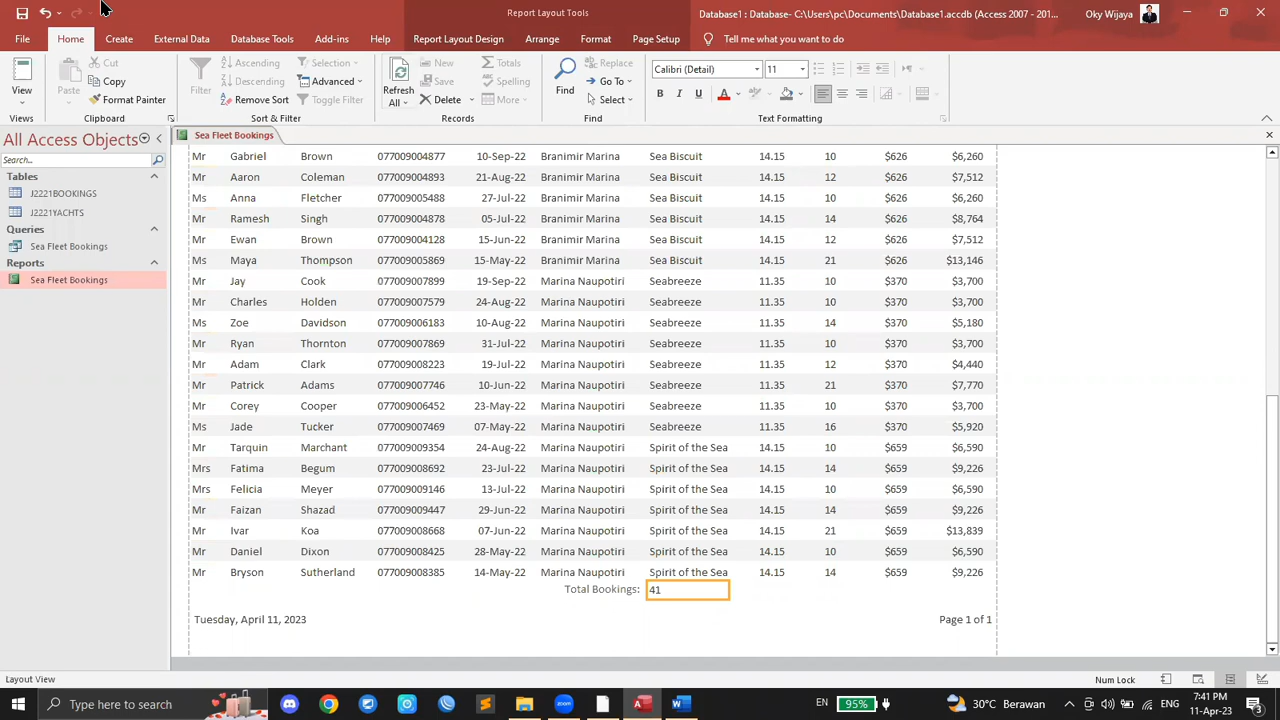 Report Layout Tools
Database1 : Database- C:\Users\pc\Documents\Database1.accdb (Access 2007 - 201...
Oky Wijaya
File Home Create External Data Database Tools Add-ins Help Report Layout Design Arrange Format Page Setup Tell me what you want to do
View
Views
Paste
Cut
Copy
Format Painter
Clipboard
Filter
Ascending
Descending
Remove Sort
Selection
Advanced
Toggle Filter
Sort & Filter
Refresh
All
New
Save
Delete
Totals
Spelling
More
Records
Find
Replace
Go To
Select
Find
Calibri (Detail) 11
B I U A
Text Formatting
All Access Objects
Search...
Tables
J2221BOOKINGS
J2221YACHTS
Queries
Sea Fleet Bookings
Reports
Sea Fleet Bookings
Sea Fleet Bookings
Mr Gabriel Brown 077009004877 10-Sep-22 Branimir Marina Sea Biscuit 14.15 10 $626 $6,260
Mr Aaron Coleman 077009004893 21-Aug-22 Branimir Marina Sea Biscuit 14.15 12 $626 $7,512
Ms Anna Fletcher 077009005488 27-Jul-22 Branimir Marina Sea Biscuit 14.15 10 $626 $6,260
Mr Ramesh Singh 077009004878 05-Jul-22 Branimir Marina Sea Biscuit 14.15 14 $626 $8,764
Mr Ewan Brown 077009004128 15-Jun-22 Branimir Marina Sea Biscuit 14.15 12 $626 $7,512
Ms Maya Thompson 077009005869 15-May-22 Branimir Marina Sea Biscuit 14.15 21 $626 $13,146
Mr Jay Cook 077009007899 19-Sep-22 Marina Naupotiri Seabreeze 11.35 10 $370 $3,700
Mr Charles Holden 077009007579 24-Aug-22 Marina Naupotiri Seabreeze 11.35 10 $370 $3,700
Ms Zoe Davidson 077009006183 10-Aug-22 Marina Naupotiri Seabreeze 11.35 14 $370 $5,180
Mr Ryan Thornton 077009007869 31-Jul-22 Marina Naupotiri Seabreeze 11.35 10 $370 $3,700
Mr Adam Clark 077009008223 19-Jul-22 Marina Naupotiri Seabreeze 11.35 12 $370 $4,440
Mr Patrick Adams 077009007746 10-Jun-22 Marina Naupotiri Seabreeze 11.35 21 $370 $7,770
Mr Corey Cooper 077009006452 23-May-22 Marina Naupotiri Seabreeze 11.35 10 $370 $3,700
Ms Jade Tucker 077009007469 07-May-22 Marina Naupotiri Seabreeze 11.35 16 $370 $5,920
Mr Tarquin Marchant 077009009354 24-Aug-22 Marina Naupotiri Spirit of the Sea 14.15 10 $659 $6,590
Mrs Fatima Begum 077009008692 23-Jul-22 Marina Naupotiri Spirit of the Sea 14.15 14 $659 $9,226
Mrs Felicia Meyer 077009009146 13-Jul-22 Marina Naupotiri Spirit of the Sea 14.15 10 $659 $6,590
Mr Faizan Shazad 077009009447 29-Jun-22 Marina Naupotiri Spirit of the Sea 14.15 14 $659 $9,226
Mr Ivar Koa 077009008668 07-Jun-22 Marina Naupotiri Spirit of the Sea 14.15 21 $659 $13,839
Mr Daniel Dixon 077009008425 28-May-22 Marina Naupotiri Spirit of the Sea 14.15 10 $659 $6,590
Mr Bryson Sutherland 077009008385 14-May-22 Marina Naupotiri Spirit of the Sea 14.15 14 $659 $9,226
Total Bookings: 41
Tuesday, April 11, 2023 Page 1 of 1
Layout View
Num Lock
Type here to search
EN
95%
30°C Berawan
ENG
7:41 PM
11-Apr-23
3